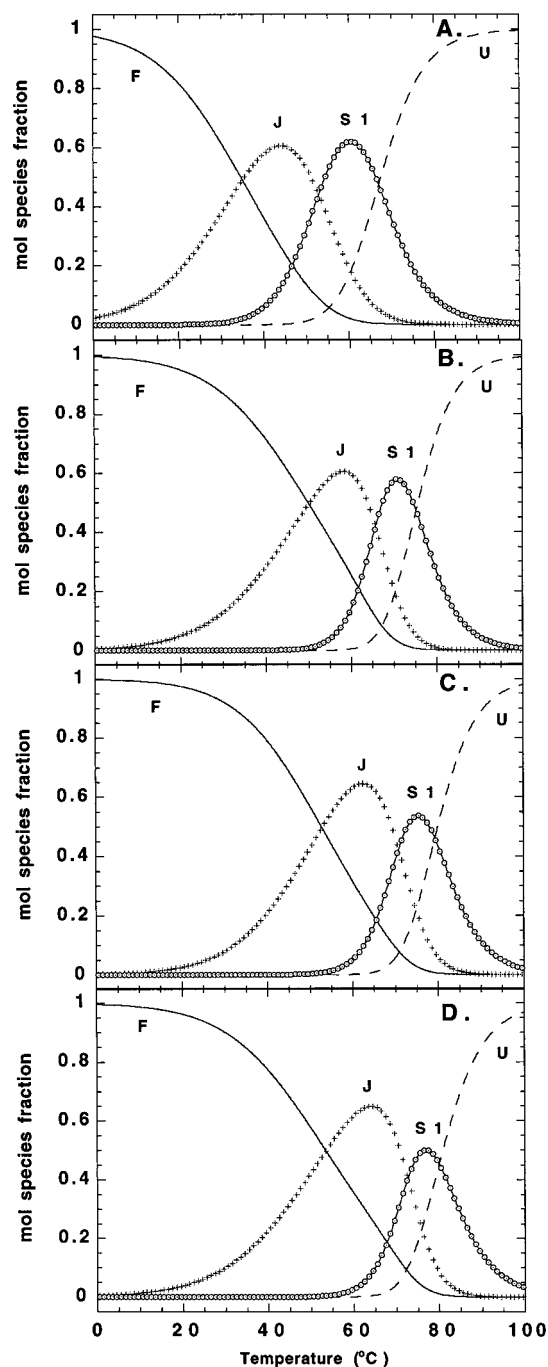 A.
F
J
S 1
U
1
0.8
0.6
0.4
0.2
0
mol species fraction
B.
F
J
S 1
U
1
0.8
0.6
0.4
0.2
0
mol species fraction
C.
F
J
S 1
U
1
0.8
0.6
0.4
0.2
0
mol species fraction
D.
F
J
S 1
U
1
0.8
0.6
0.4
0.2
0
mol species fraction
0 20 40 60 80 100
Temperature (°C)